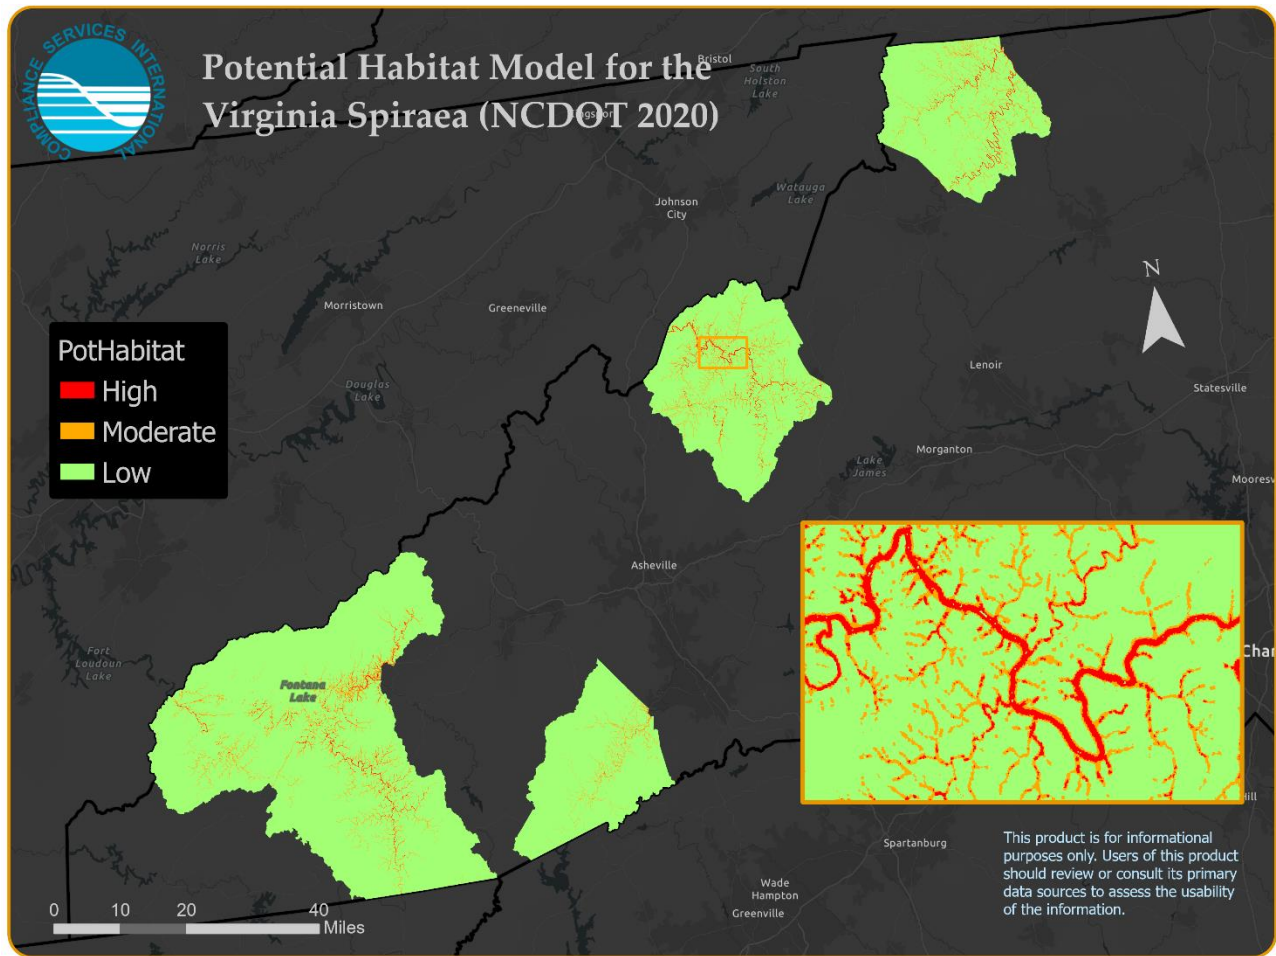 COMPLIANCE SERVICES INTERNATIONAL
Potential Habitat Model for the
Virginia Spiraea (NCDOT 2020)
Bristol
South
Holston
Lake
Watauga
Lake
Johnson
City
Norris
Lake
Morristown
Greeneville
N
PotHabitat
High
Moderate
Low
Douglas
Lake
Lenoir
Statesville
Morganton
Lake
James
Mooresv
Asheville
Fort
Loudoun
Lake
Fontana
Lake
Char
ill
Spartanburg
Wade
Hampton
Greenville
This product is for informational
purposes only. Users of this product
should review or consult its primary
data sources to assess the usability
of the information.
0 10 20 40
Miles